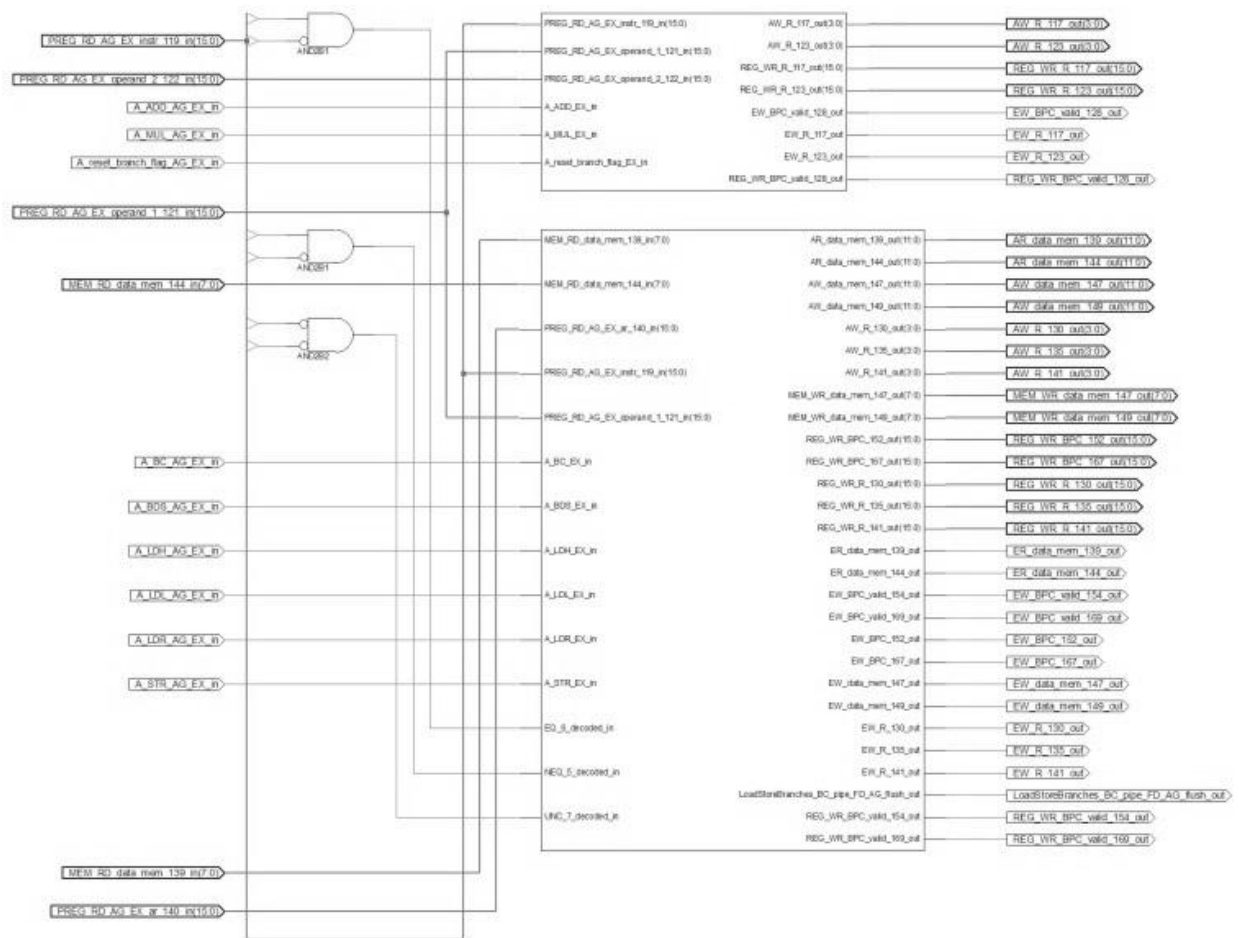 PREG_RD_AG_EX_instr_119_in(15:0)
PREG_RD_AG_EX_operand_2_122_in(15:0)
A_ADD_AG_EX_in
A_MUL_AG_EX_in
A_reset_branch_flag_AG_EX_in
PREG_RD_AG_EX_operand_1_121_in(15:0)
MEM_RD_data_mem_144_in(7:0)
A_BC_AG_EX_in
A_BDS_AG_EX_in
A_LDH_AG_EX_in
A_LDL_AG_EX_in
A_LDR_AG_EX_in
A_STR_AG_EX_in
MEM_RD_data_mem_139_in(7:0)
PREG_RD_AG_EX_ar_140_in(15:0)
AND2B1
AND2B1
AND2B2
PREG_RD_AG_EX_instr_119_in(15:0)
PREG_RD_AG_EX_operand_1_121_in(15:0)
PREG_RD_AG_EX_operand_2_122_in(15:0)
A_ADD_EX_in
A_MUL_EX_in
A_reset_branch_flag_EX_in
AW_R_117_out(3:0)
AW_R_123_out(3:0)
REG_WR_R_117_out(15:0)
REG_WR_R_123_out(15:0)
EW_BPC_valid_128_out
EW_R_117_out
EW_R_123_out
REG_WR_BPC_valid_128_out
AW_R_117_out(3:0)
AW_R_123_out(3:0)
REG_WR_R_117_out(15:0)
REG_WR_R_123_out(15:0)
EW_BPC_valid_128_out
EW_R_117_out
EW_R_123_out
REG_WR_BPC_valid_128_out
MEM_RD_data_mem_139_in(7:0)
MEM_RD_data_mem_144_in(7:0)
PREG_RD_AG_EX_ar_140_in(15:0)
PREG_RD_AG_EX_instr_119_in(15:0)
PREG_RD_AG_EX_operand_1_121_in(15:0)
A_BC_EX_in
A_BDS_EX_in
A_LDH_EX_in
A_LDL_EX_in
A_LDR_EX_in
A_STR_EX_in
EQ_6_decoded_in
NEQ_5_decoded_in
UNC_7_decoded_in
AR_data_mem_139_out(11:0)
AR_data_mem_144_out(11:0)
AW_data_mem_147_out(11:0)
AW_data_mem_149_out(11:0)
AW_R_130_out(3:0)
AW_R_135_out(3:0)
AW_R_141_out(3:0)
MEM_WR_data_mem_147_out(7:0)
MEM_WR_data_mem_149_out(7:0)
REG_WR_BPC_152_out(15:0)
REG_WR_BPC_167_out(15:0)
REG_WR_R_130_out(15:0)
REG_WR_R_135_out(15:0)
REG_WR_R_141_out(15:0)
ER_data_mem_139_out
ER_data_mem_144_out
EW_BPC_valid_154_out
EW_BPC_valid_169_out
EW_BPC_152_out
EW_BPC_167_out
EW_data_mem_147_out
EW_data_mem_149_out
EW_R_130_out
EW_R_135_out
EW_R_141_out
LoadStoreBranches_BC_pipe_FD_AG_flush_out
REG_WR_BPC_valid_154_out
REG_WR_BPC_valid_169_out
AR_data_mem_139_out(11:0)
AR_data_mem_144_out(11:0)
AW_data_mem_147_out(11:0)
AW_data_mem_149_out(11:0)
AW_R_130_out(3:0)
AW_R_135_out(3:0)
AW_R_141_out(3:0)
MEM_WR_data_mem_147_out(7:0)
MEM_WR_data_mem_149_out(7:0)
REG_WR_BPC_152_out(15:0)
REG_WR_BPC_167_out(15:0)
REG_WR_R_130_out(15:0)
REG_WR_R_135_out(15:0)
REG_WR_R_141_out(15:0)
ER_data_mem_139_out
ER_data_mem_144_out
EW_BPC_valid_154_out
EW_BPC_valid_169_out
EW_BPC_152_out
EW_BPC_167_out
EW_data_mem_147_out
EW_data_mem_149_out
EW_R_130_out
EW_R_135_out
EW_R_141_out
LoadStoreBranches_BC_pipe_FD_AG_flush_out
REG_WR_BPC_valid_154_out
REG_WR_BPC_valid_169_out